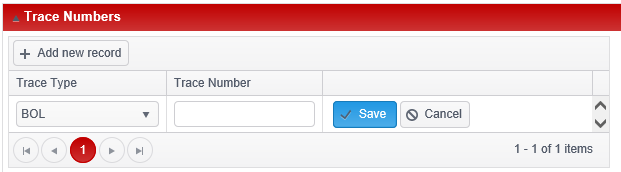 Trace Numbers
Add new record
Trace Type Trace Number
BOL Save Cancel
1 1 - 1 of 1 items